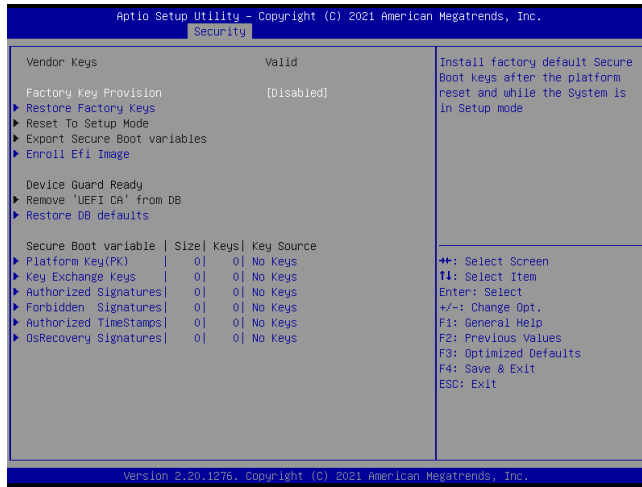 Aptio Setup Utility – Copyright (C) 2021 American Megatrends, Inc.
Security
Vendor Keys Valid
Factory Key Provision [Disabled]
Restore Factory Keys
Reset To Setup Mode
Export Secure Boot variables
Enroll Efi Image
Device Guard Ready
Remove 'UEFI CA' from DB
Restore DB defaults
Secure Boot variable | Size| Keys| Key Source
Platform Key(PK) | 0| 0| No Keys
Key Exchange Keys | 0| 0| No Keys
Authorized Signatures| 0| 0| No Keys
Forbidden Signatures| 0| 0| No Keys
Authorized TimeStamps| 0| 0| No Keys
OsRecovery Signatures| 0| 0| No Keys
Install factory default Secure
Boot keys after the platform
reset and while the System is
in Setup mode
→←: Select Screen
↑↓: Select Item
Enter: Select
+/-: Change Opt.
F1: General Help
F2: Previous Values
F3: Optimized Defaults
F4: Save & Exit
ESC: Exit
Version 2.20.1276. Copyright (C) 2021 American Megatrends, Inc.